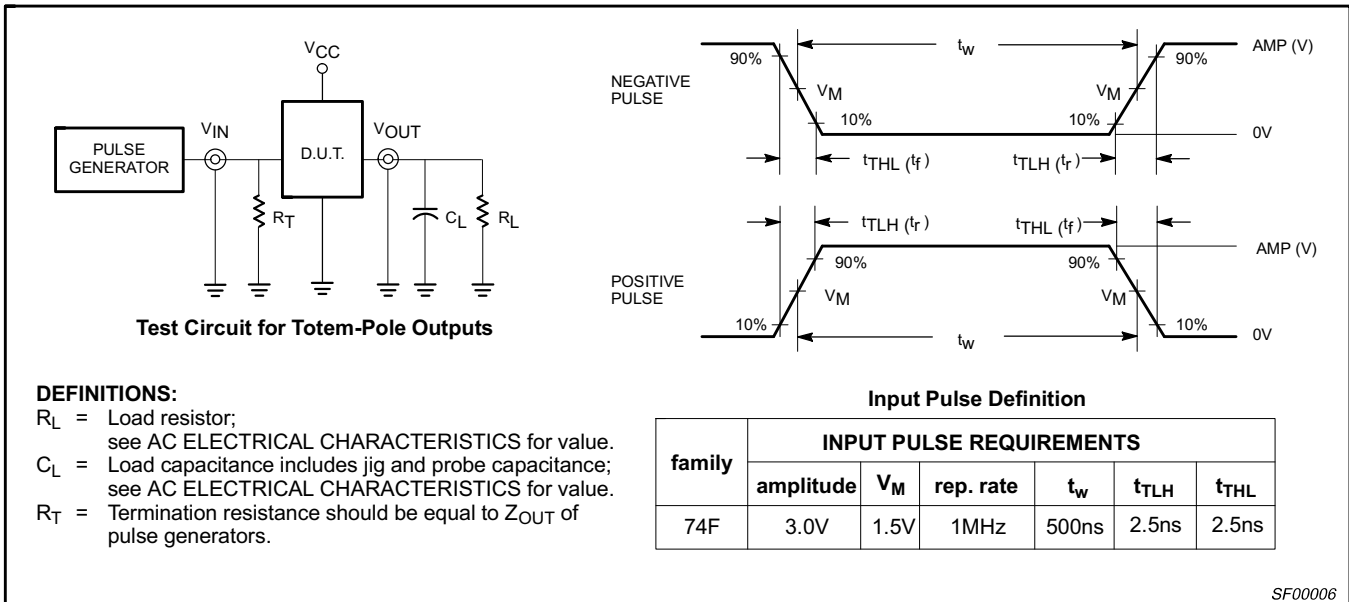 VCC
VIN
VOUT
PULSE
GENERATOR
D.U.T.
RT
CL
RL
Test Circuit for Totem-Pole Outputs
NEGATIVE
PULSE
90%
tw
90%
AMP (V)
VM
VM
10%
10%
0V
tTHL (tf)
tTLH (tr)
tTLH (tr)
tTHL (tf)
AMP (V)
POSITIVE
PULSE
90%
90%
VM
VM
10%
10%
tw
0V
Input Pulse Definition
DEFINITIONS:
RL = Load resistor;
see AC ELECTRICAL CHARACTERISTICS for value.
CL = Load capacitance includes jig and probe capacitance;
see AC ELECTRICAL CHARACTERISTICS for value.
RT = Termination resistance should be equal to ZOUT of
pulse generators.
family INPUT PULSE REQUIREMENTS
amplitude VM rep. rate tw tTLH tTHL
74F 3.0V 1.5V 1MHz 500ns 2.5ns 2.5ns
SF00006